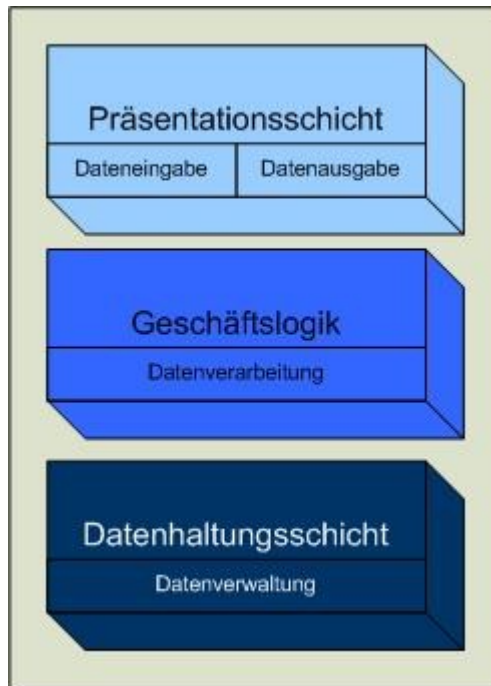 Präsentationsschicht
Dateneingabe Datenausgabe
Geschäftslogik
Datenverarbeitung
Datenhaltungsschicht
Datenverwaltung